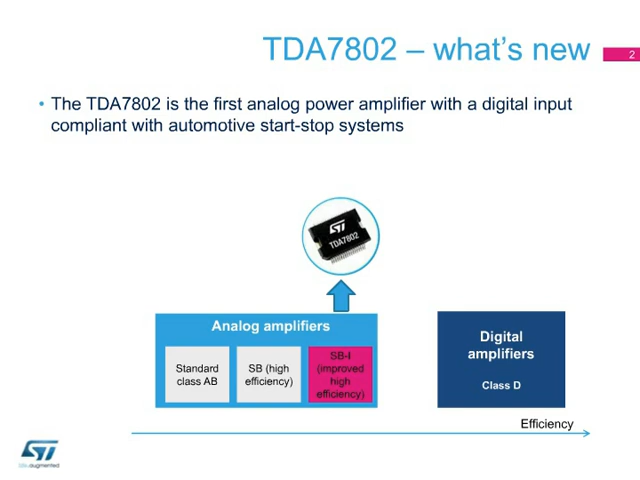 TDA7802 – what's new
2
• The TDA7802 is the first analog power amplifier with a digital input
compliant with automotive start-stop systems
ST
TDA7802
Analog amplifiers
Standard
class AB
SB (high
efficiency)
SB-I
(improved
high
efficiency)
Digital
amplifiers
Class D
Efficiency
ST
life.augmented